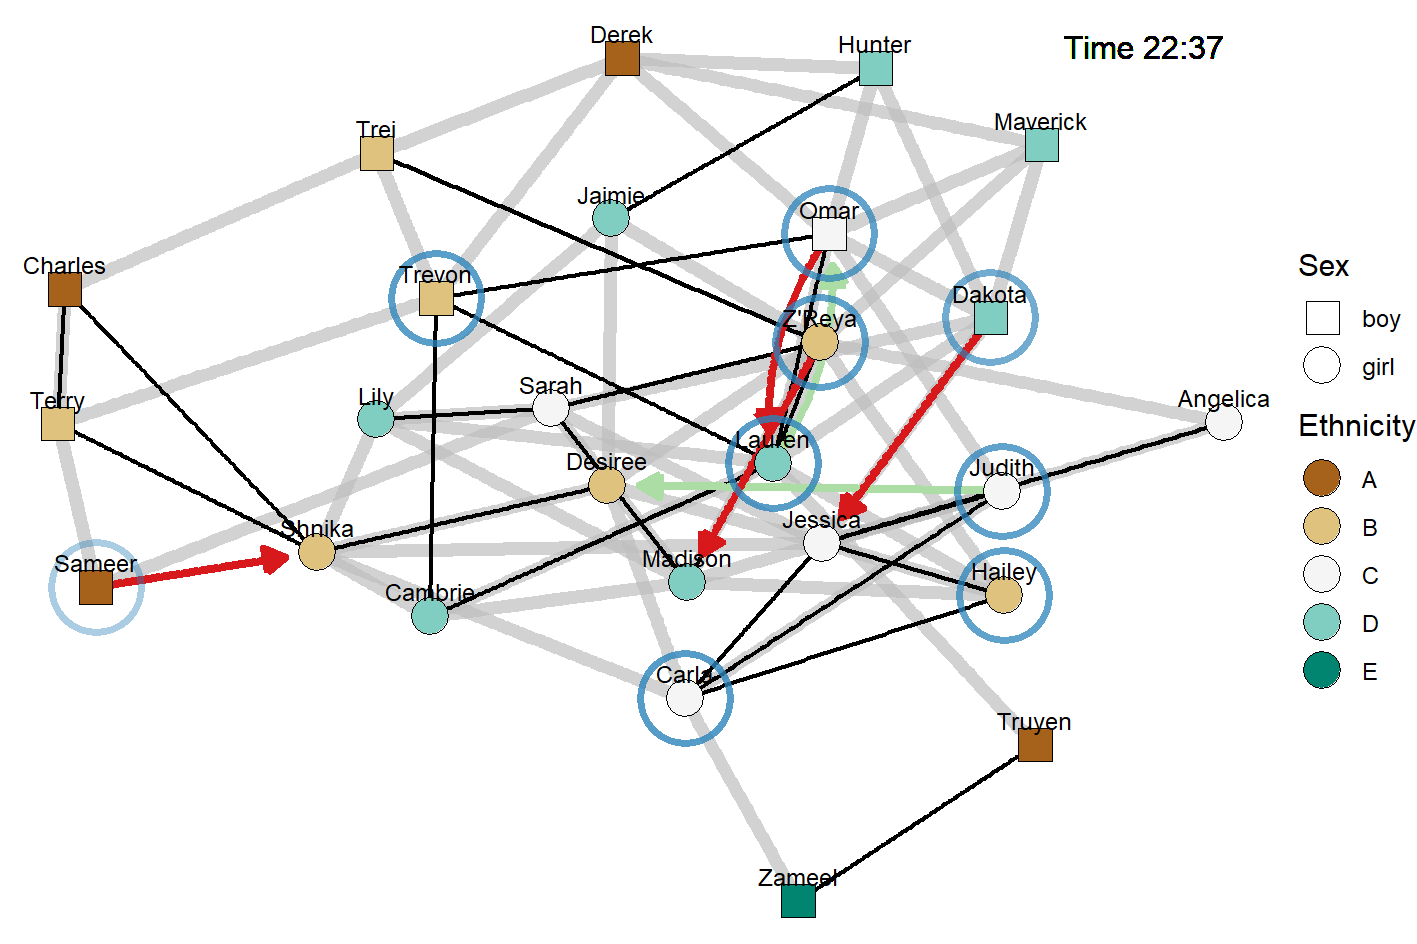 Derek
Hunter
Time 22:37
Maverick
Trei
Jaimie
Omar
Charles
Trevon
Dakota
Z'Reya
Terry
Lily
Sarah
Angelica
Lauren
Desiree
Judith
Shnika
Jessica
Sameer
Madison
Hailey
Cambrie
Carla
Truyen
Zameel
Sex
boy
girl
Ethnicity
A
B
C
D
E